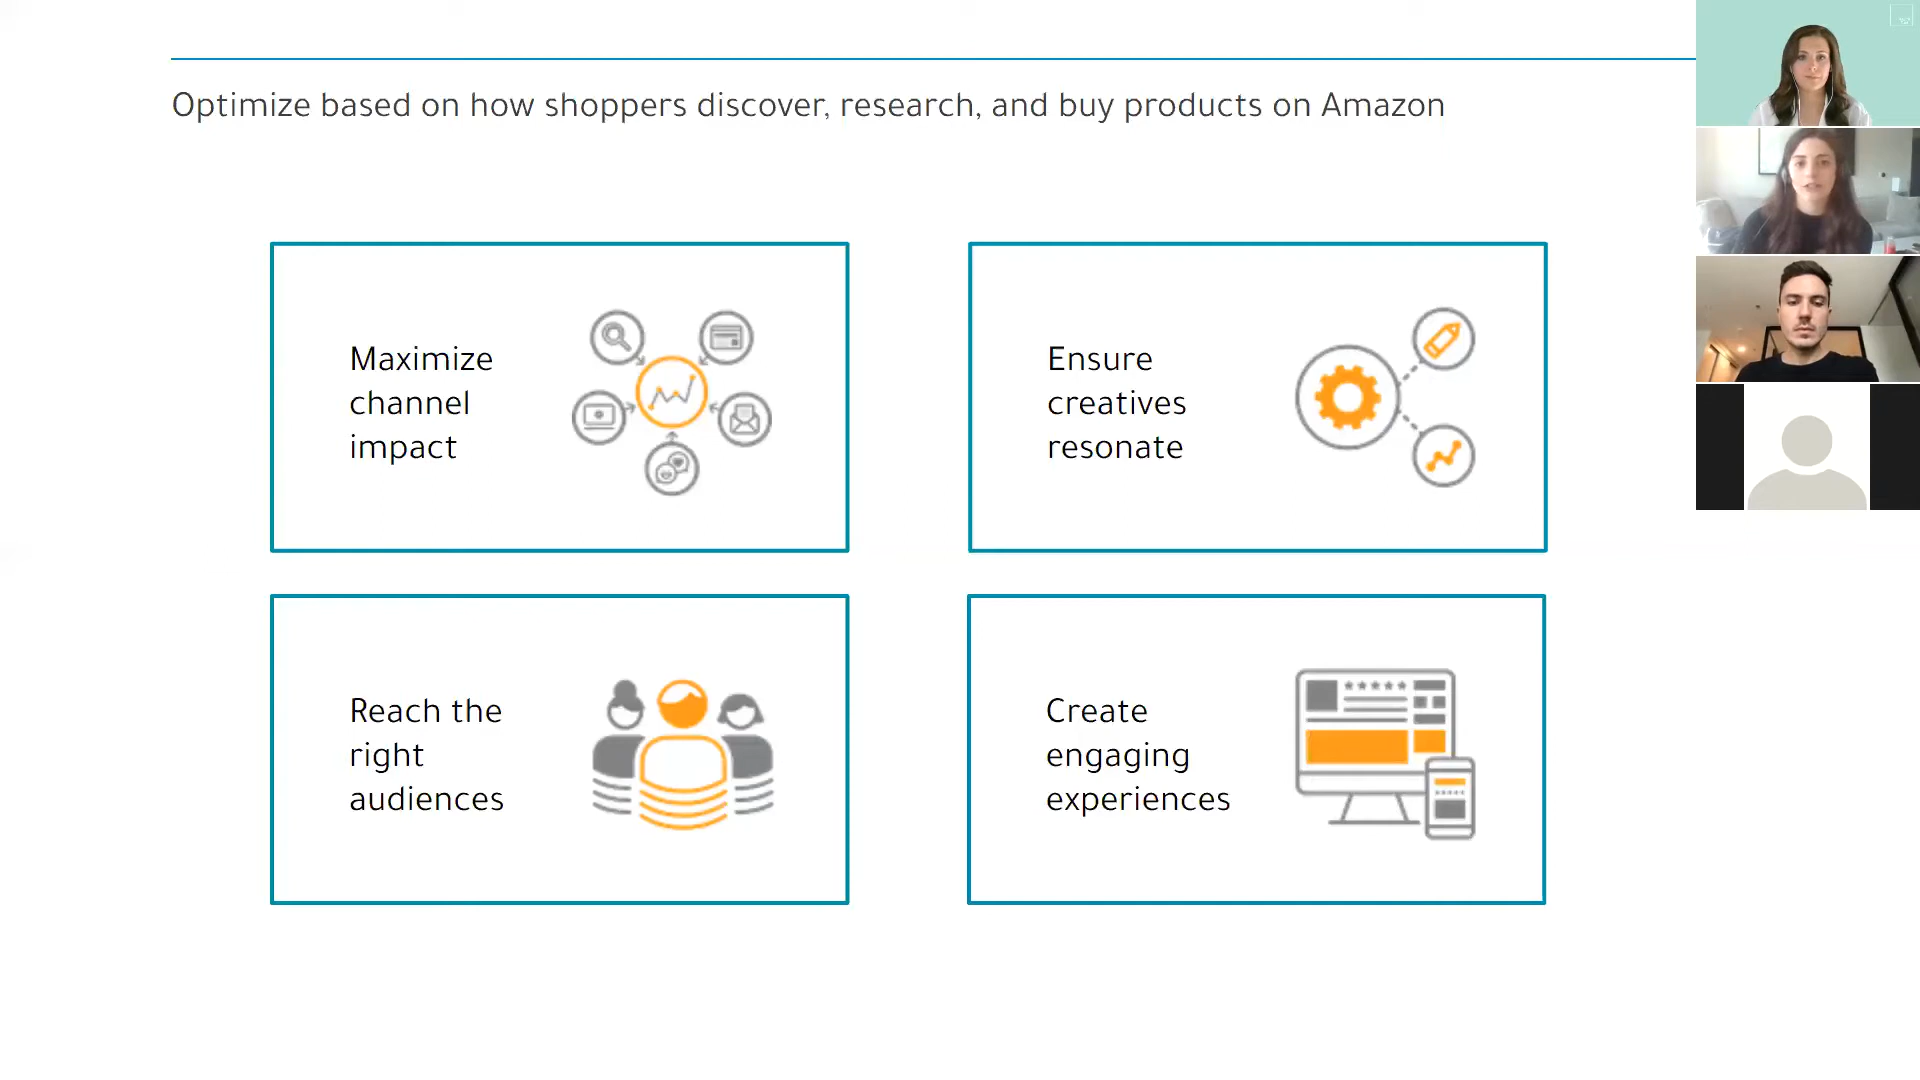 Optimize based on how shoppers discover, research, and buy products on Amazon
Maximize
channel
impact
Ensure
creatives
resonate
Reach the
right
audiences
Create
engaging
experiences